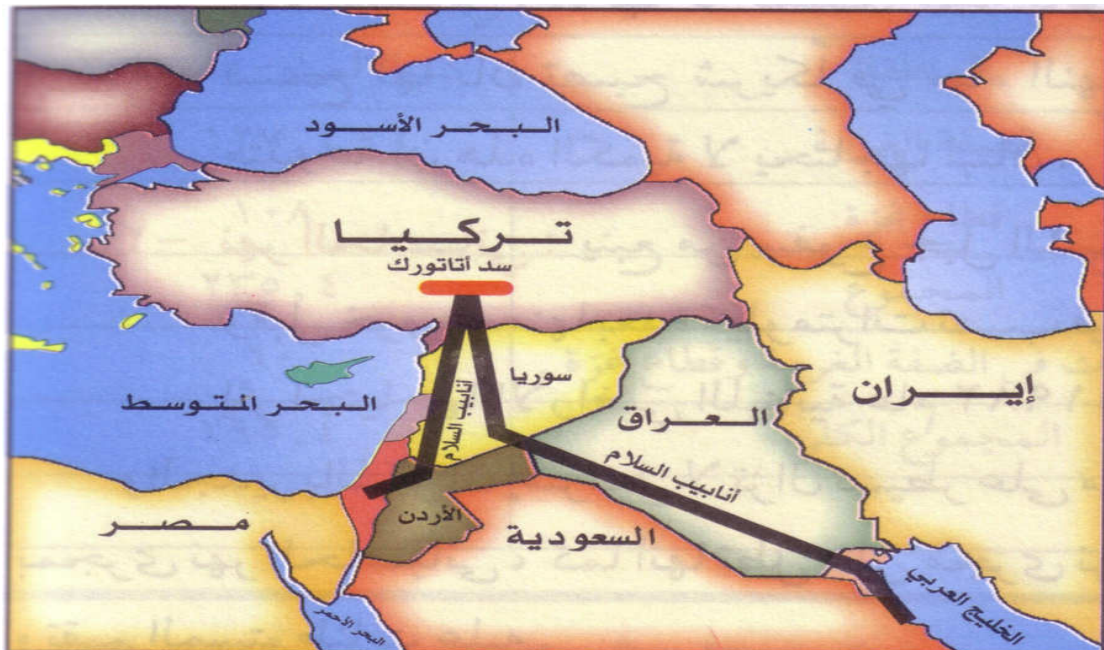 البحر الأسود
تركيا
سد أتاتورك
سوريا
أنابيب السلام
البحر المتوسط
العراق
إيران
أنابيب السلام
مصر
الأردن
السعودية
الخليج العربي
البحر الأحمر